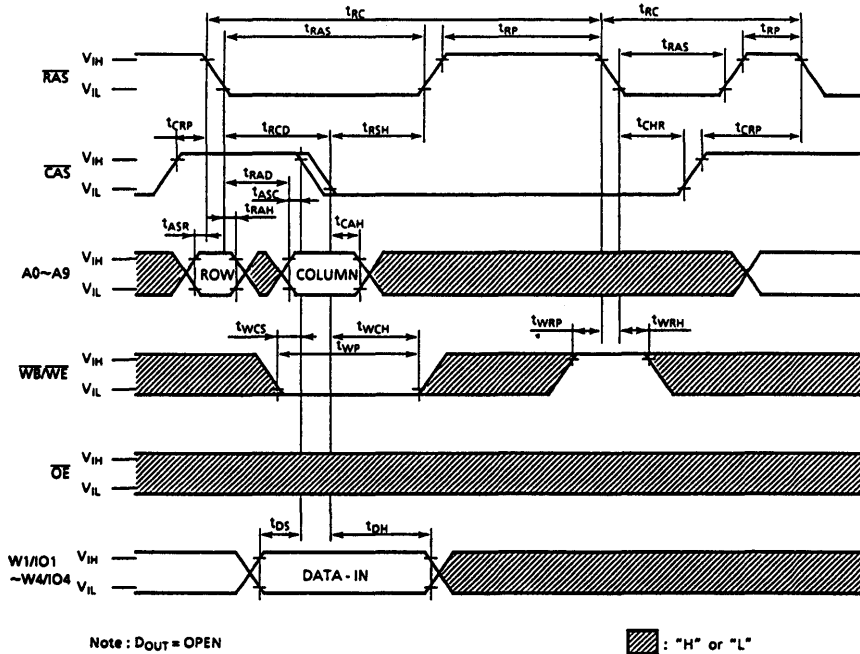 tRC tRC
tRAS tRP tRAS tRP
RAS VIH
VIL
tCRP tRCD tRSH tCHR tCRP
CAS VIH
VIL
tRAD
tASC
tRAH
tASR tCAH
A0~A9 VIH
VIL
ROW COLUMN
tWCS tWCH tWRP tWRH
tWP
WB/WE VIH
VIL
OE VIH
VIL
tDS tDH
W1/IO1
~W4/IO4
VIH
VIL
DATA - IN
Note : DOUT = OPEN
: "H" or "L"